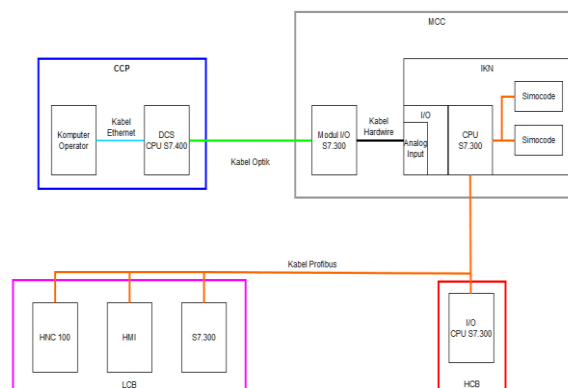 MCC
CCP
IKN
Komputer
Operator
Kabel
Ethernet
DCS
CPU S7.400
Kabel Optik
Modul I/O
S7.300
Kabel
Hardwire
I/O
Analog
Input
CPU
S7.300
Simocode
Simocode
Kabel Profibus
HNC 100
HMI
S7.300
LCB
I/O
CPU S7.300
HCB